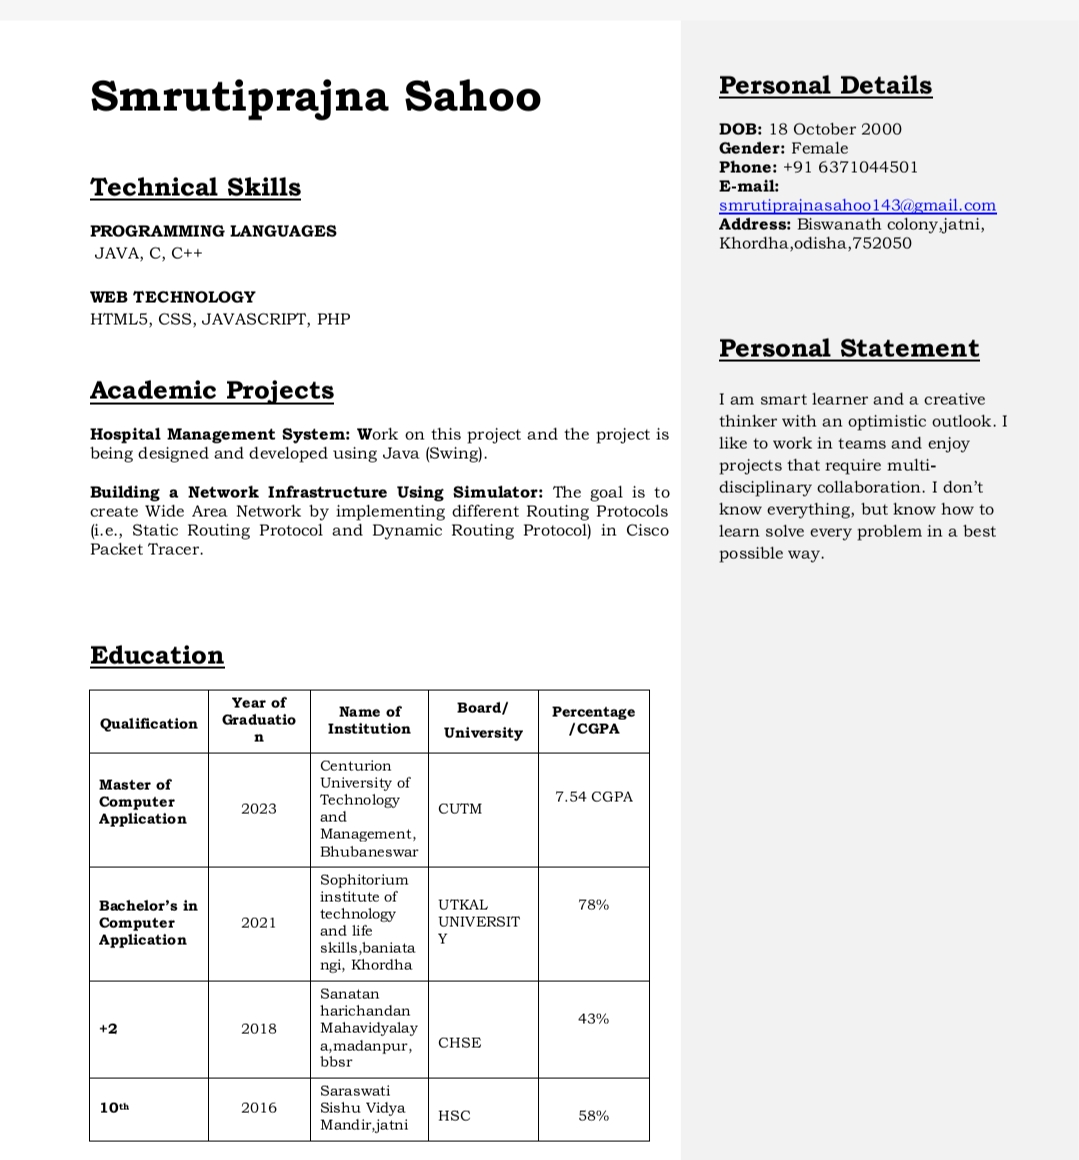 Smrutiprajna Sahoo
Technical Skills
PROGRAMMING LANGUAGES
JAVA, C, C++
WEB TECHNOLOGY
HTML5, CSS, JAVASCRIPT, PHP
Academic Projects
Hospital Management System: Work on this project and the project is
being designed and developed using Java (Swing).
Building a Network Infrastructure Using Simulator: The goal is to
create Wide Area Network by implementing different Routing Protocols
(i.e., Static Routing Protocol and Dynamic Routing Protocol) in Cisco
Packet Tracer.
Education
Qualification
Year of
Graduatio
n
Name of
Institution
Board/
University
Percentage
/CGPA
Master of
Computer
Application
2023
Centurion
University of
Technology
and
Management,
Bhubaneswar
CUTM
7.54 CGPA
Bachelor’s in
Computer
Application
2021
Sophitorium
institute of
technology
and life
skills,baniata
ngi, Khordha
UTKAL
UNIVERSIT
Y
78%
+2
2018
Sanatan
harichandan
Mahavidyalay
a,madanpur,
bbsr
CHSE
43%
10th
2016
Saraswati
Sishu Vidya
Mandir,jatni
HSC
58%
Personal Details
DOB: 18 October 2000
Gender: Female
Phone: +91 6371044501
E-mail:
smrutiprajnasahoo143@gmail.com
Address: Biswanath colony,jatni,
Khordha,odisha,752050
Personal Statement
I am smart learner and a creative
thinker with an optimistic outlook. I
like to work in teams and enjoy
projects that require multi-
disciplinary collaboration. I don’t
know everything, but know how to
learn solve every problem in a best
possible way.